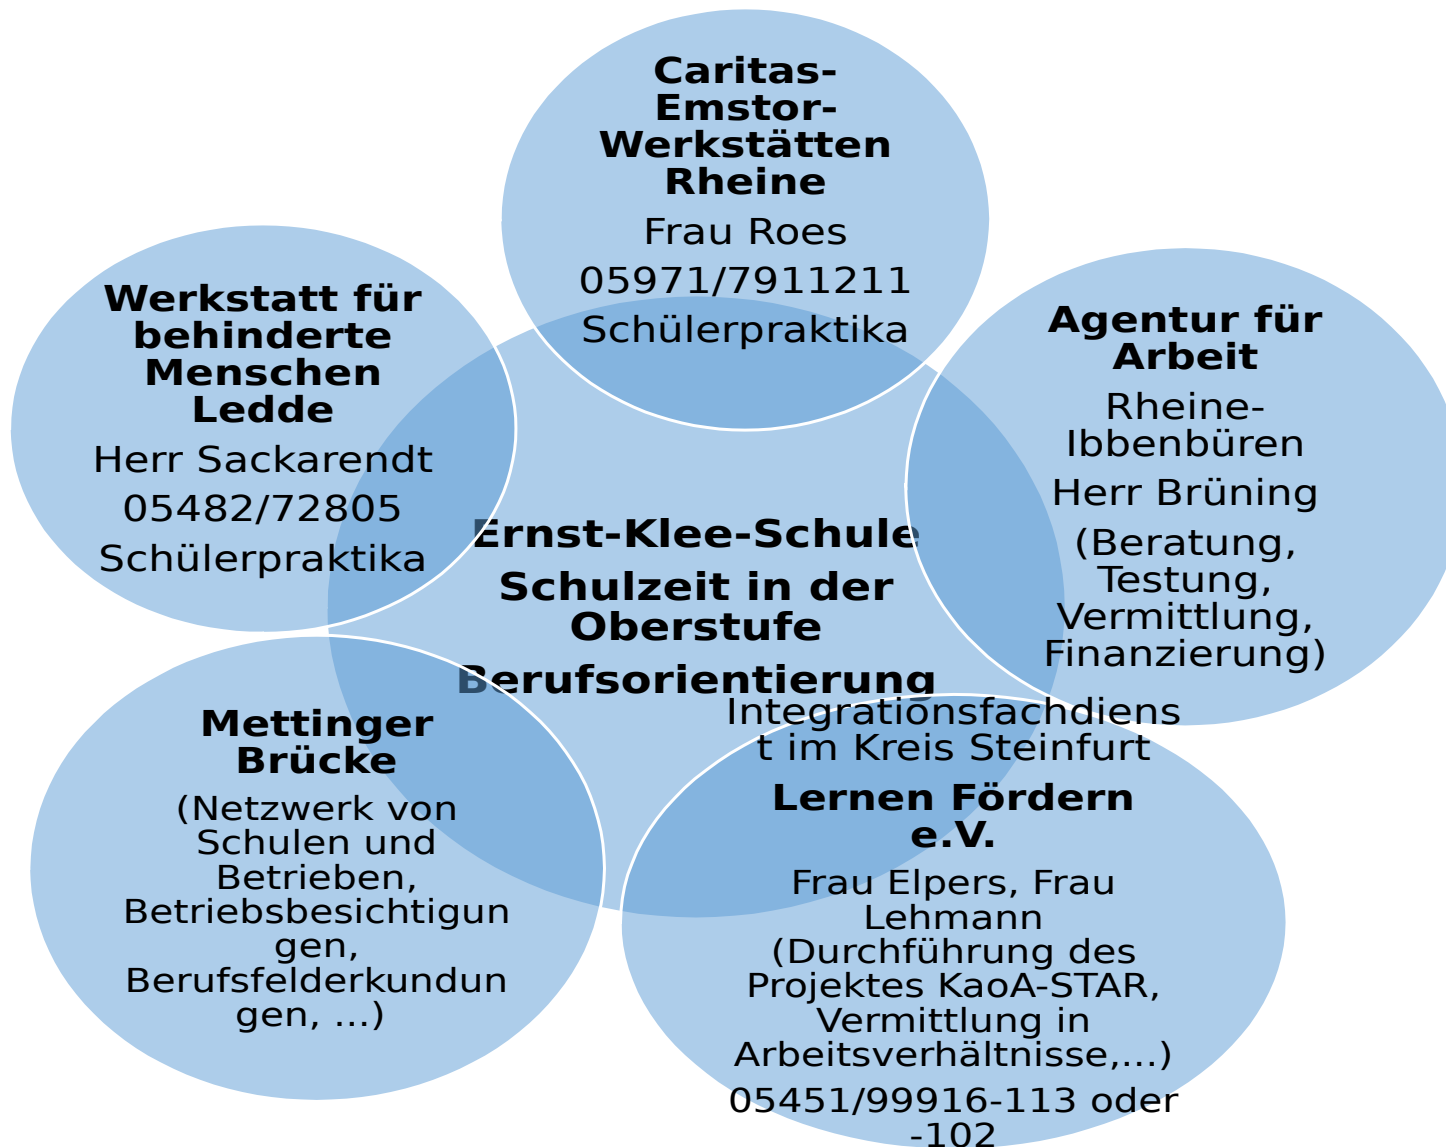 Caritas-
Emstor-
Werkstätten
Rheine
Frau Roes
05971/7911211
Schülerpraktika
Werkstatt für
behinderte
Menschen
Ledde
Herr Sackarendt
05482/72805
Schülerpraktika
Agentur für
Arbeit
Rheine-
Ibbenbüren
Herr Brüning
(Beratung,
Testung,
Vermittlung,
Finanzierung)
Ernst-Klee-Schule
Schulzeit in der
Oberstufe
Berufsorientierung
Mettinger
Brücke
(Netzwerk von
Schulen und
Betrieben,
Betriebsbesichtigun
gen,
Berufsfelderkundun
gen, ...)
Integrationsfachdiens
t im Kreis Steinfurt
Lernen Fördern
e.V.
Frau Elpers, Frau
Lehmann
(Durchführung des
Projektes KaoA-STAR,
Vermittlung in
Arbeitsverhältnisse,...)
05451/99916-113 oder
-102